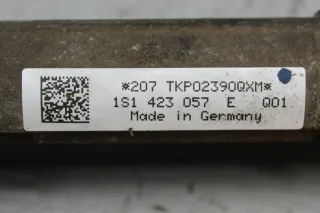 *207 TKP02390QXM*
1S1 423 057 E Q01
Made in Germany